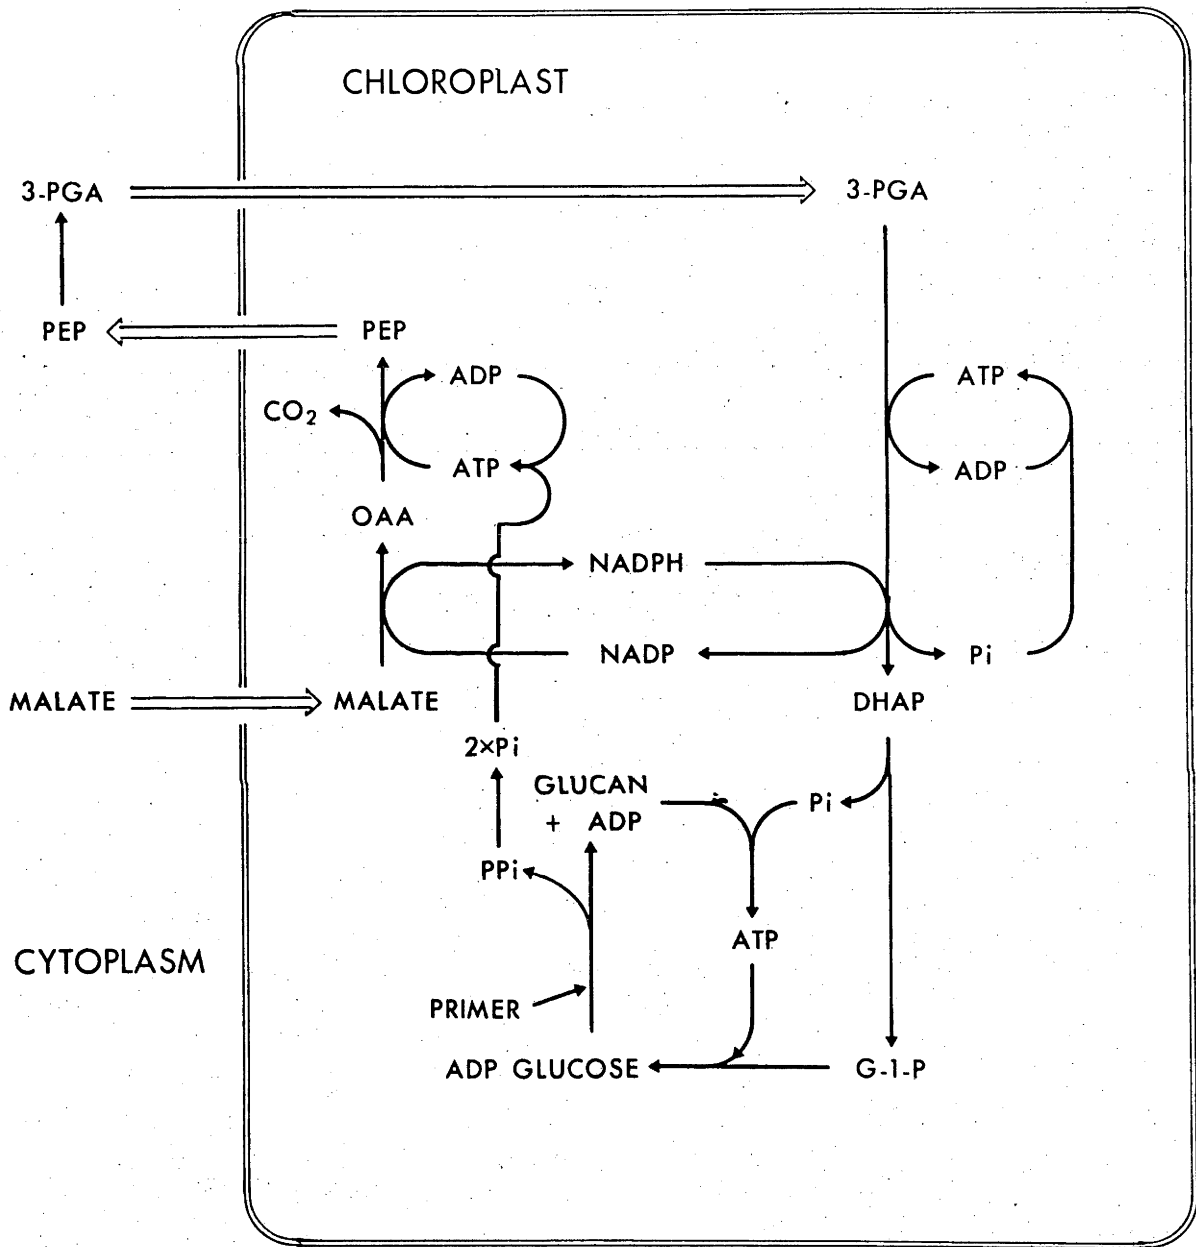 CHLOROPLAST
3-PGA
3-PGA
PEP
PEP
ADP
ATP
CO₂
ATP
ADP
OAA
NADPH
NADP
Pi
MALATE
MALATE
DHAP
2×Pi
GLUCAN
+ ADP
Pi
PPi
ATP
CYTOPLASM
PRIMER
ADP GLUCOSE
G-1-P